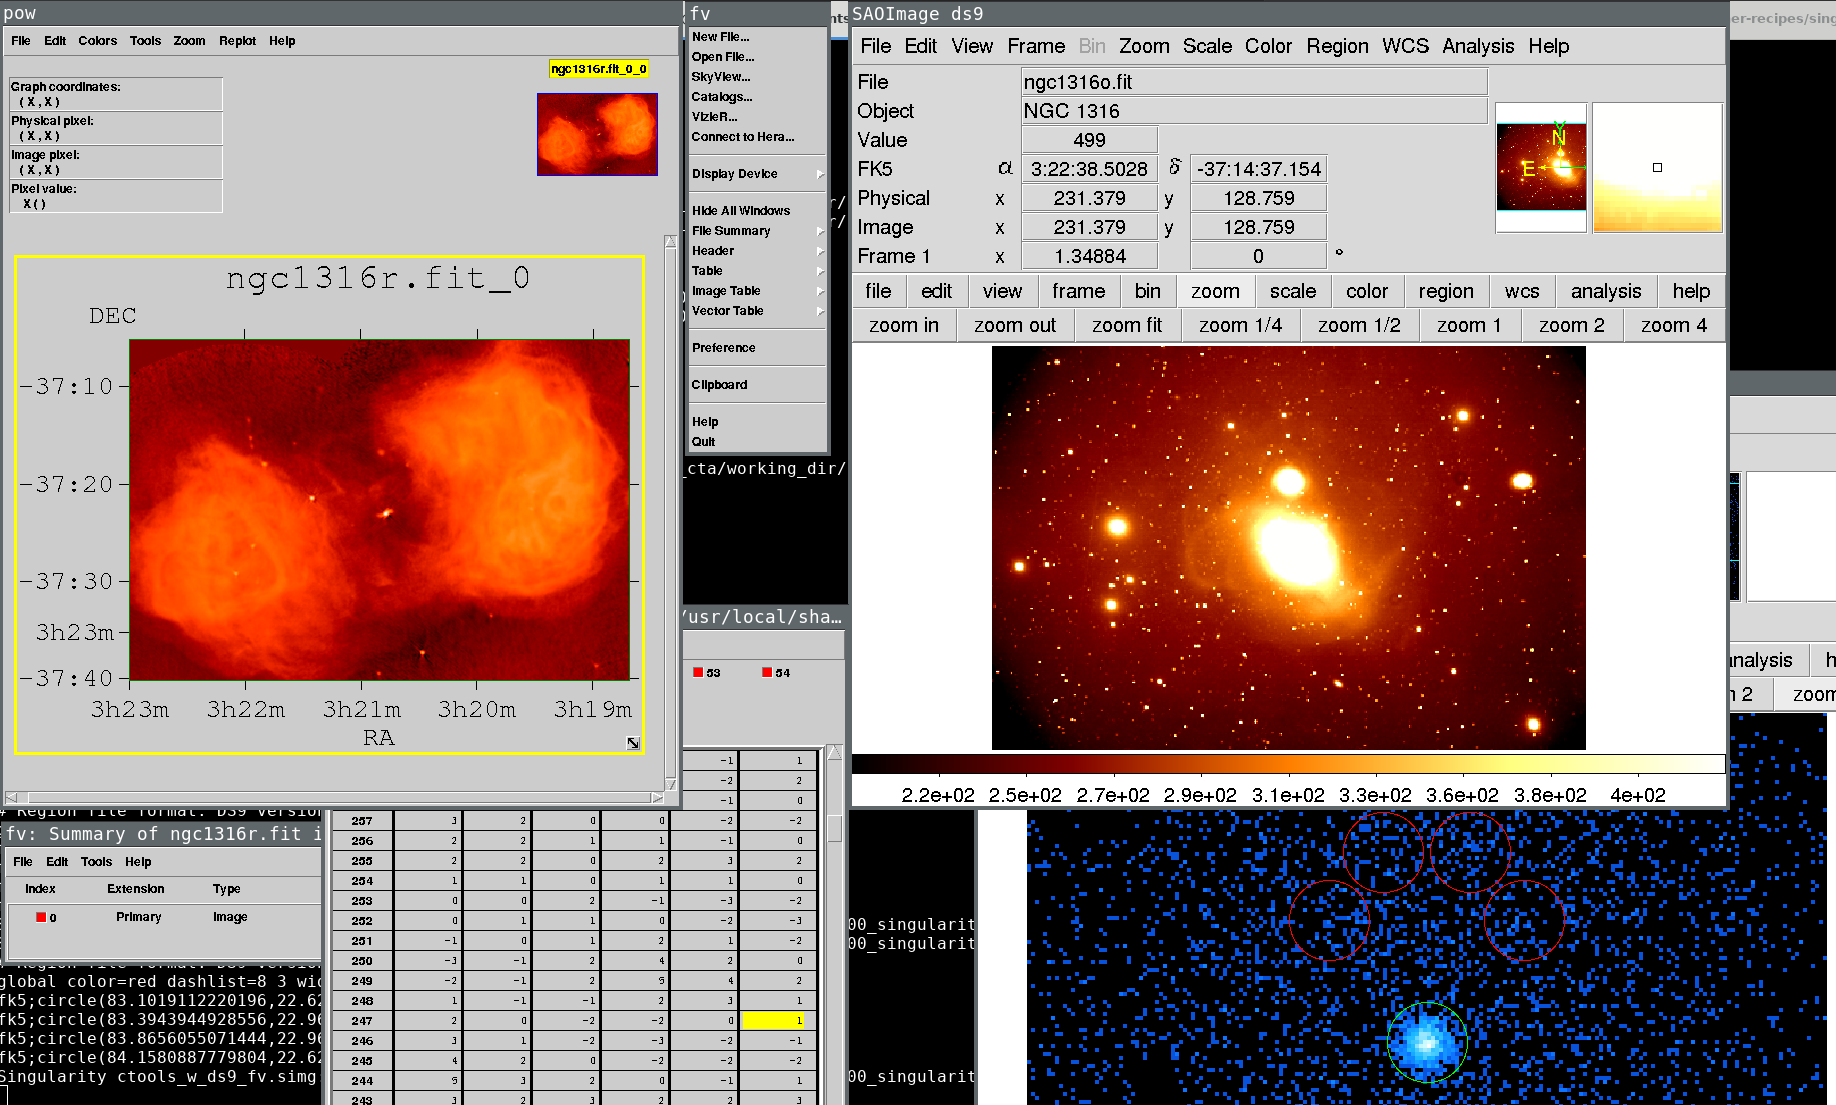 pow
File Edit Colors Tools Zoom Replot Help
ngc1316r.fit_0_0
Graph coordinates:
( X , X )
Physical pixel:
( X , X )
Image pixel:
( X , X )
Pixel value:
X ( )
ngc1316r.fit_0
DEC
-37:10
-37:20
-37:30
3h23m
-37:40
3h23m 3h22m 3h21m 3h20m 3h19m
RA
fv
New File...
Open File...
SkyView...
Catalogs...
VizieR...
Connect to Hera...
Display Device
Hide All Windows
File Summary
Header
Table
Image Table
Vector Table
Preference
Clipboard
Help
Quit
_cta/working_dir/
/usr/local/sha…
53 54
SAOImage ds9
File Edit View Frame Bin Zoom Scale Color Region WCS Analysis Help
File ngc1316o.fit
Object NGC 1316
Value 499
FK5 α 3:22:38.5028 δ -37:14:37.154
Physical x 231.379 y 128.759
Image x 231.379 y 128.759
Frame 1 x 1.34884 0 °
Y
N
E
file edit view frame bin zoom scale color region wcs analysis help
zoom in zoom out zoom fit zoom 1/4 zoom 1/2 zoom 1 zoom 2 zoom 4
2.2e+02 2.5e+02 2.7e+02 2.9e+02 3.1e+02 3.3e+02 3.6e+02 3.8e+02 4e+02
er-recipes/sing
nalysis h
2 zoom
# Region file format: DS9 version
fv: Summary of ngc1316r.fit i
File Edit Tools Help
Index Extension Type
0 Primary Image
# Region file format: DS9 version
global color=red dashlist=8 3 wid
fk5;circle(83.1019112220196,22.62
fk5;circle(83.3943944928556,22.96
fk5;circle(83.8656055071444,22.96
fk5;circle(84.1580887779804,22.62
Singularity ctools_w_ds9_fv.simg
-1 1
-2 2
-1 0
257 3 2 0 0 -2 -2
256 2 2 1 1 -1 0
255 2 2 0 2 3 2
254 1 1 0 1 1 0
253 0 0 2 -1 -3 -2
252 0 1 1 0 -2 -3
251 -1 0 1 2 1 -2
250 -3 -1 2 4 2 0
249 -2 -1 2 5 4 2
248 1 -1 -1 2 3 1
247 2 0 -2 -2 0 1
246 3 1 -2 -3 -2 -1
245 4 2 0 -2 -2 -2
244 5 3 2 0 -1 1
243 3 2 3 2 2 3
00_singularit
00_singularit
00_singularit